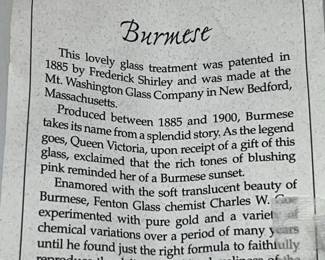 Burmese
This lovely glass treatment was patented in
1885 by Frederick Shirley and was made at the
Mt. Washington Glass Company in New Bedford,
Massachusetts.
Produced between 1885 and 1900, Burmese
takes its name from a splendid story. As the legend
goes, Queen Victoria, upon receipt of a gift of this
glass, exclaimed that the rich tones of blushing
pink reminded her of a Burmese sunset.
Enamored with the soft translucent beauty of
Burmese, Fenton Glass chemist Charles W.
experimented with pure gold and a variety of
chemical variations over a period of many years
until he found just the right formula to faithfully